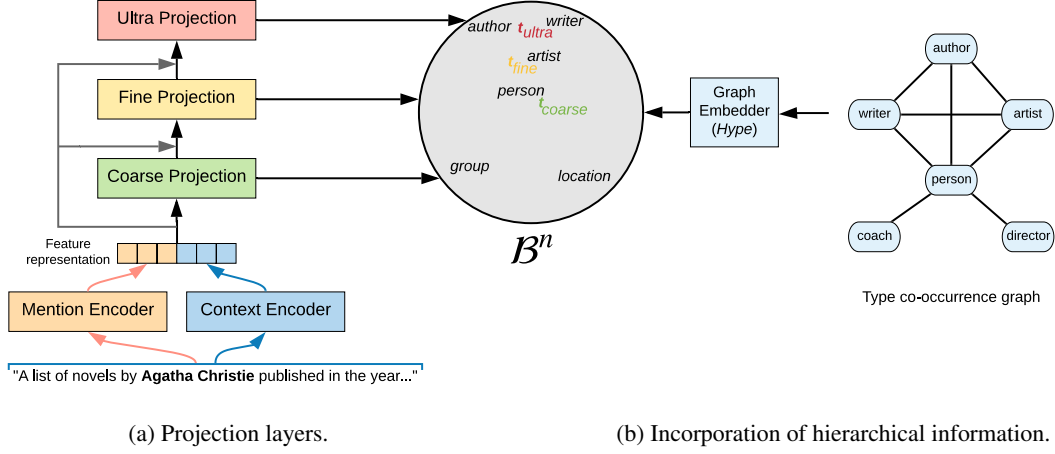 Ultra Projection
Fine Projection
Coarse Projection
Feature
representation
Mention Encoder
Context Encoder
"A list of novels by Agatha Christie published in the year..."
author
t_ultra
writer
artist
t_fine
person
t_coarse
group
location
Bⁿ
Graph
Embedder
(Hype)
author
writer
artist
person
coach
director
Type co-occurrence graph
(a) Projection layers.
(b) Incorporation of hierarchical information.